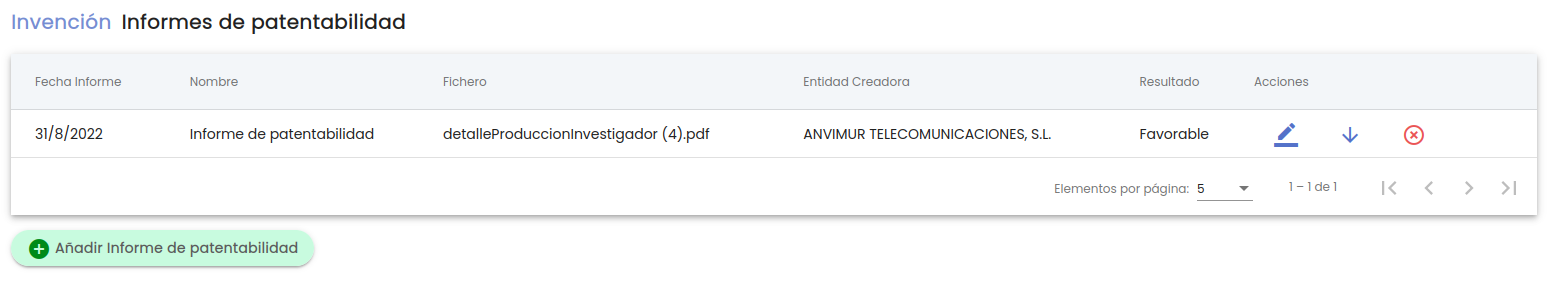 Invención Informes de patentabilidad
Fecha Informe Nombre Fichero Entidad Creadora Resultado Acciones
31/8/2022 Informe de patentabilidad detalleProduccionInvestigador (4).pdf ANVIMUR TELECOMUNICACIONES, S.L. Favorable
Elementos por página: 5 1 – 1 de 1
Añadir Informe de patentabilidad